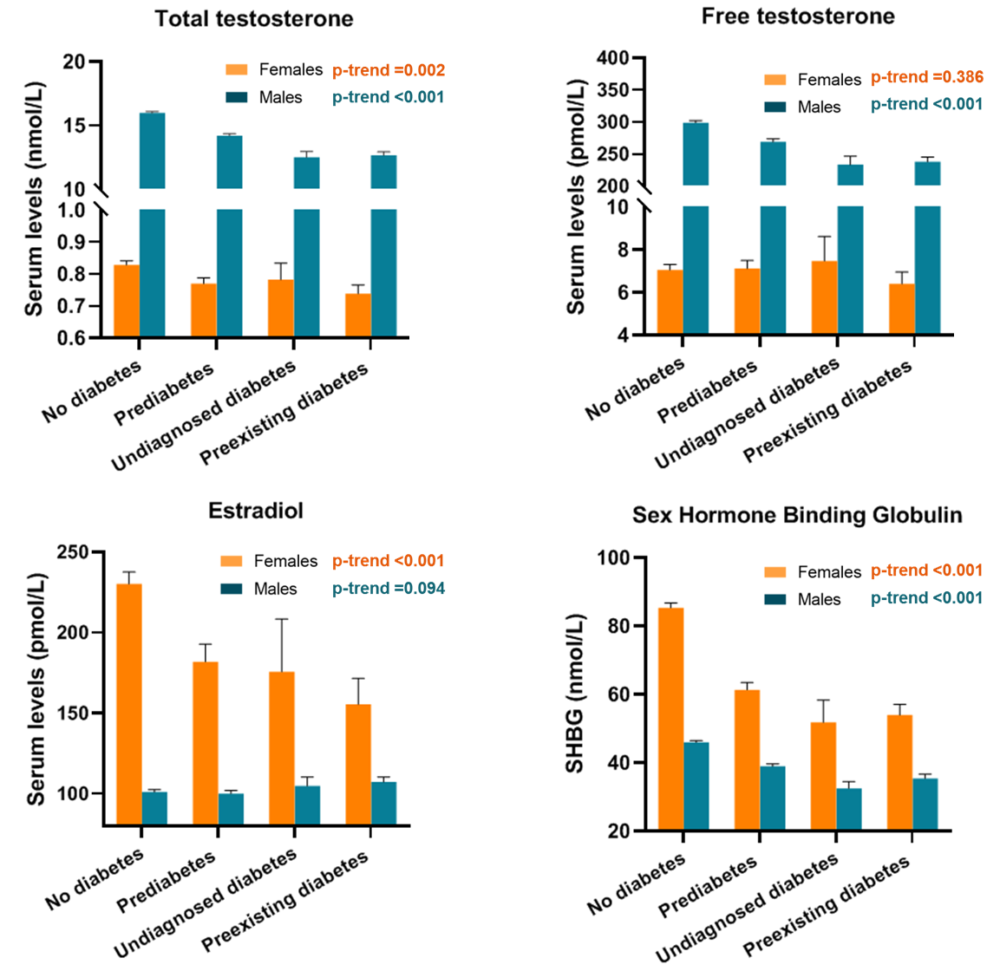 Total testosterone
Serum levels (nmol/L)
20
15
10
1.0
0.9
0.8
0.7
0.6
Females p-trend =0.002
Males p-trend <0.001
No diabetes
Prediabetes
Undiagnosed diabetes
Preexisting diabetes
Free testosterone
Serum levels (pmol/L)
400
350
300
250
200
10
8
6
4
Females p-trend =0.386
Males p-trend <0.001
No diabetes
Prediabetes
Undiagnosed diabetes
Preexisting diabetes
Estradiol
Serum levels (pmol/L)
250
200
150
100
Females p-trend <0.001
Males p-trend =0.094
No diabetes
Prediabetes
Undiagnosed diabetes
Preexisting diabetes
Sex Hormone Binding Globulin
SHBG (nmol/L)
100
80
60
40
20
Females p-trend <0.001
Males p-trend <0.001
No diabetes
Prediabetes
Undiagnosed diabetes
Preexisting diabetes